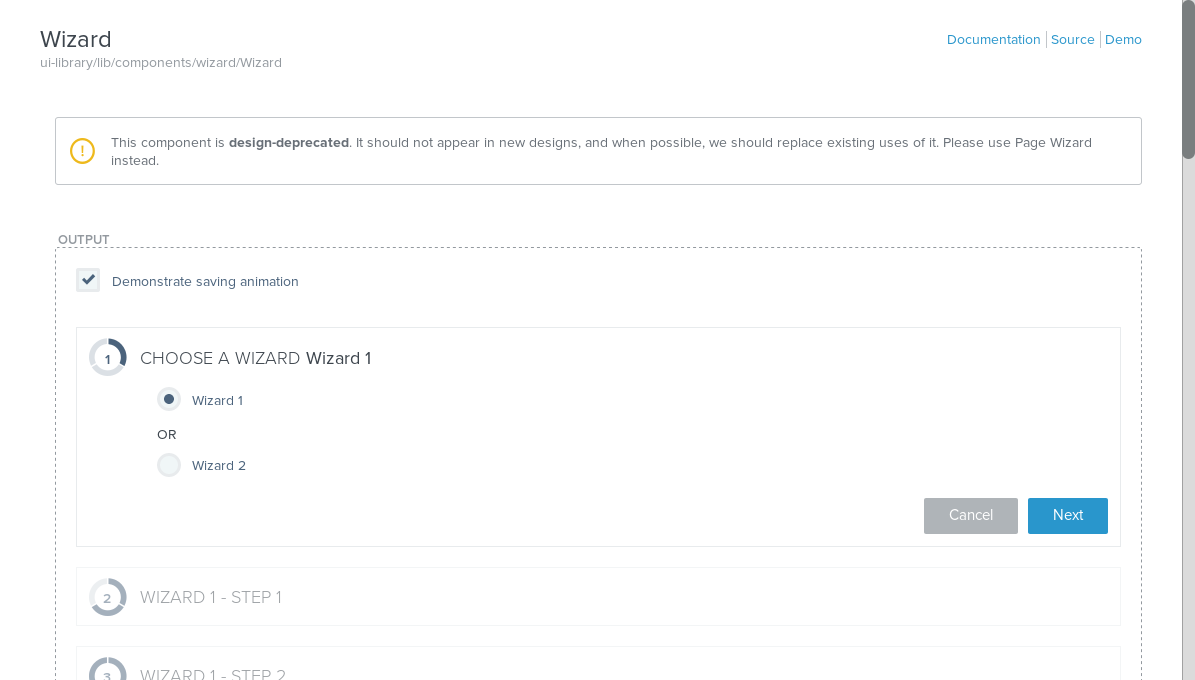 Wizard
Documentation Source Demo
ui-library/lib/components/wizard/Wizard
! This component is design-deprecated. It should not appear in new designs, and when possible, we should replace existing uses of it. Please use Page Wizard
instead.
OUTPUT
Demonstrate saving animation
1 CHOOSE A WIZARD Wizard 1
Wizard 1
OR
Wizard 2
Cancel Next
2 WIZARD 1 - STEP 1
3 WIZARD 1 - STEP 2